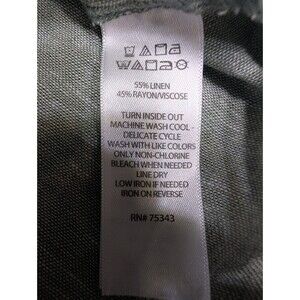 55% LINEN
45% RAYON/VISCOSE
TURN INSIDE OUT
MACHINE WASH COOL -
DELICATE CYCLE
WASH WITH LIKE COLORS
ONLY NON-CHLORINE
BLEACH WHEN NEEDED
LINE DRY
LOW IRON IF NEEDED
IRON ON REVERSE
RN# 75343